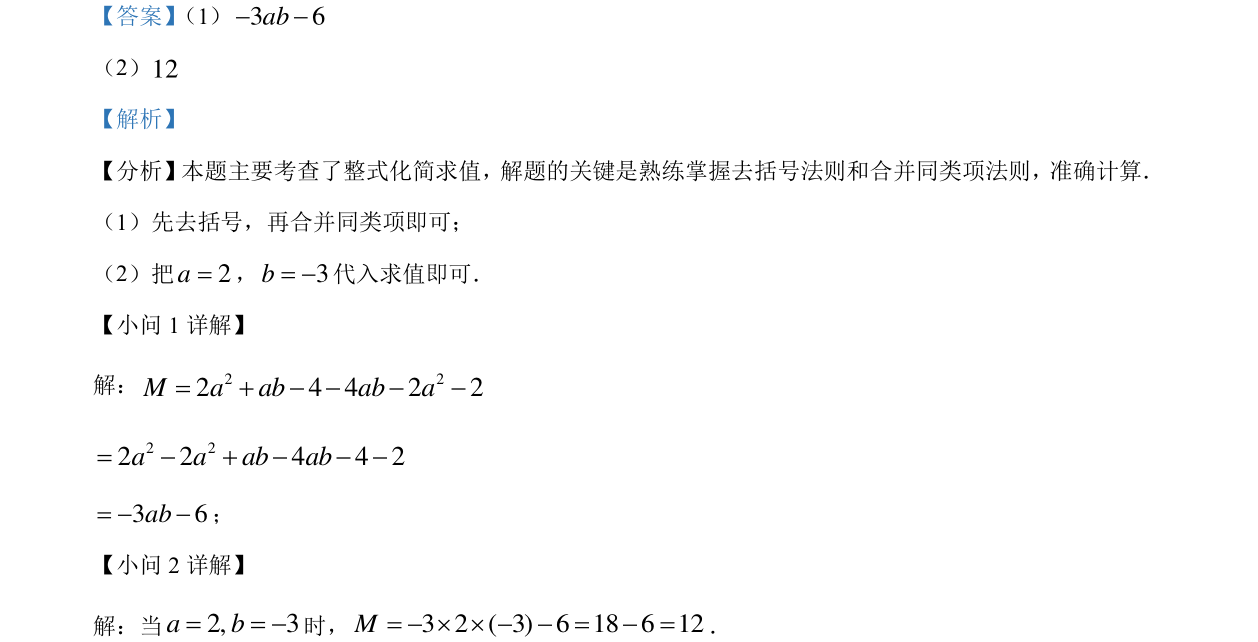 【答案】（1）−3ab−6
（2）12
【解析】
【分析】本题主要考查了整式化简求值，解题的关键是熟练掌握去括号法则和合并同类项法则，准确计算．
（1）先去括号，再合并同类项即可；
（2）把a=2，b=−3代入求值即可．
【小问 1 详解】
解：M=2a²+ab−4−4ab−2a²−2
=2a²−2a²+ab−4ab−4−2
=−3ab−6；
【小问 2 详解】
解：当a=2,b=−3时，M=−3×2×(−3)−6=18−6=12．